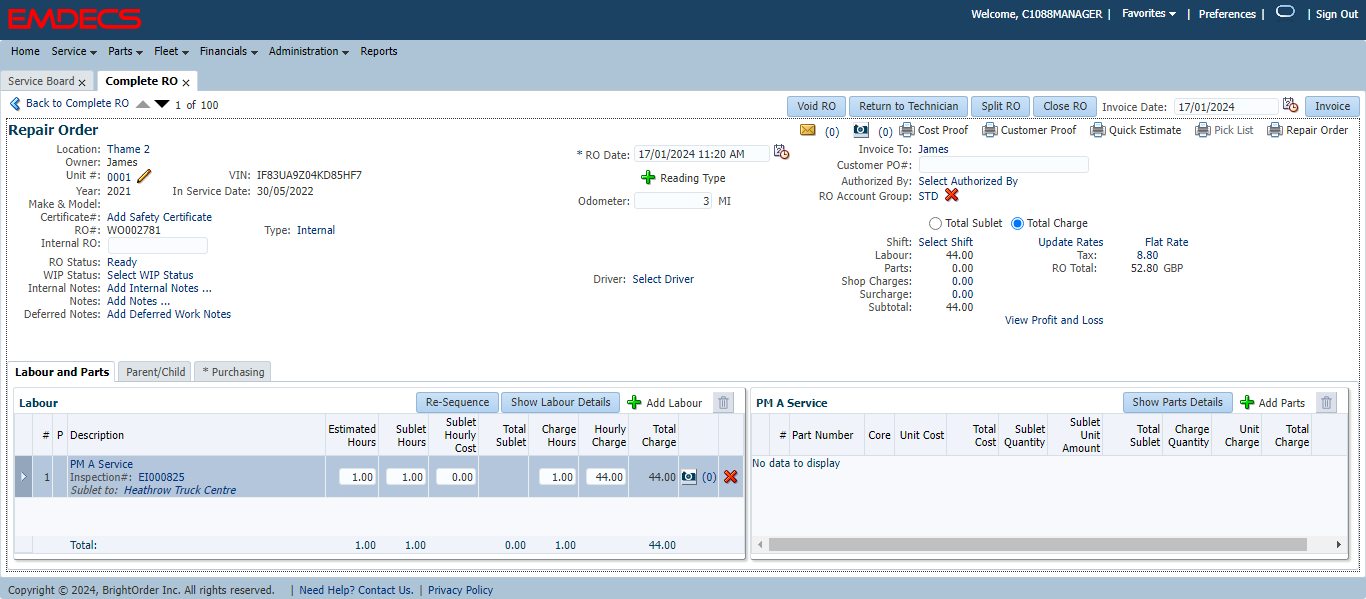 EMDECS
Welcome, C1088MANAGER | Favorites | Preferences | | Sign Out
Home Service Parts Fleet Financials Administration Reports
Service Board x Complete RO x
Back to Complete RO 1 of 100 Void RO Return to Technician Split RO Close RO Invoice Date: 17/01/2024 Invoice
Repair Order (0) (0) Cost Proof Customer Proof Quick Estimate Pick List Repair Order
Location: Thame 2
Owner: James
Unit #: 0001 VIN: IF83UA9Z04KD85HF7
Year: 2021 In Service Date: 30/05/2022
Make & Model:
Certificate#: Add Safety Certificate
RO#: WO002781 Type: Internal
Internal RO:
RO Status: Ready
WIP Status: Select WIP Status
Internal Notes: Add Internal Notes ...
Notes: Add Notes ...
Deferred Notes: Add Deferred Work Notes
* RO Date: 17/01/2024 11:20 AM
Reading Type
Odometer: 3 MI
Driver: Select Driver
Invoice To: James
Customer PO#:
Authorized By: Select Authorized By
RO Account Group: STD
Total Sublet Total Charge
Shift: Select Shift Update Rates Flat Rate
Labour: 44.00 Tax: 8.80
Parts: 0.00 RO Total: 52.80 GBP
Shop Charges: 0.00
Surcharge: 0.00
Subtotal: 44.00
View Profit and Loss
Labour and Parts Parent/Child * Purchasing
Labour Re-Sequence Show Labour Details Add Labour
# P Description Estimated Hours Sublet Hours Sublet Hourly Cost Total Sublet Charge Hours Hourly Charge Total Charge
1 PM A Service 1.00 1.00 0.00 1.00 44.00 44.00 (0)
Inspection#: EI000825
Sublet to: Heathrow Truck Centre
Total: 1.00 1.00 0.00 1.00 44.00
PM A Service Show Parts Details Add Parts
# Part Number Core Unit Cost Total Cost Sublet Quantity Sublet Unit Amount Total Sublet Charge Quantity Unit Charge Total Charge
No data to display
Copyright © 2024, BrightOrder Inc. All rights reserved. | Need Help? Contact Us. | Privacy Policy